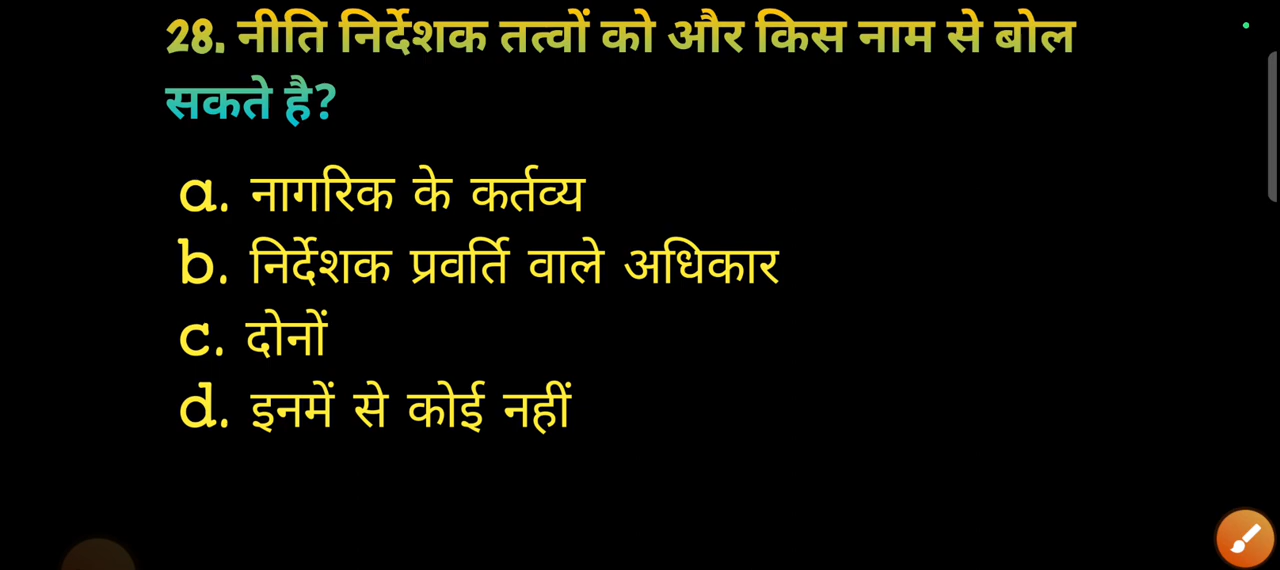 28. नीति निर्देशक तत्वों को और किस नाम से बोल
सकते है?
a. नागरिक के कर्तव्य
b. निर्देशक प्रवर्ति वाले अधिकार
c. दोनों
d. इनमें से कोई नहीं